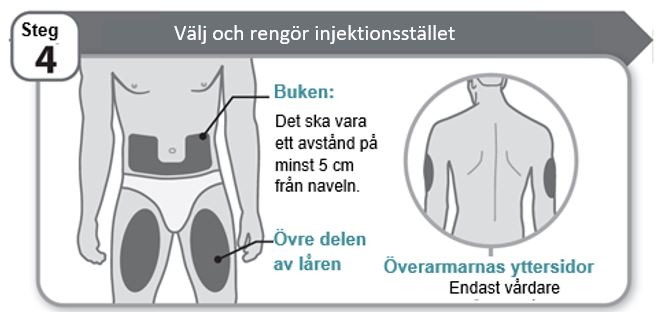 Steg
4
Välj och rengör injektionsstället
Buken:
Det ska vara
ett avstånd på
minst 5 cm
från naveln.
Övre delen
av låren
Överarmarnas yttersidor
Endast vårdare